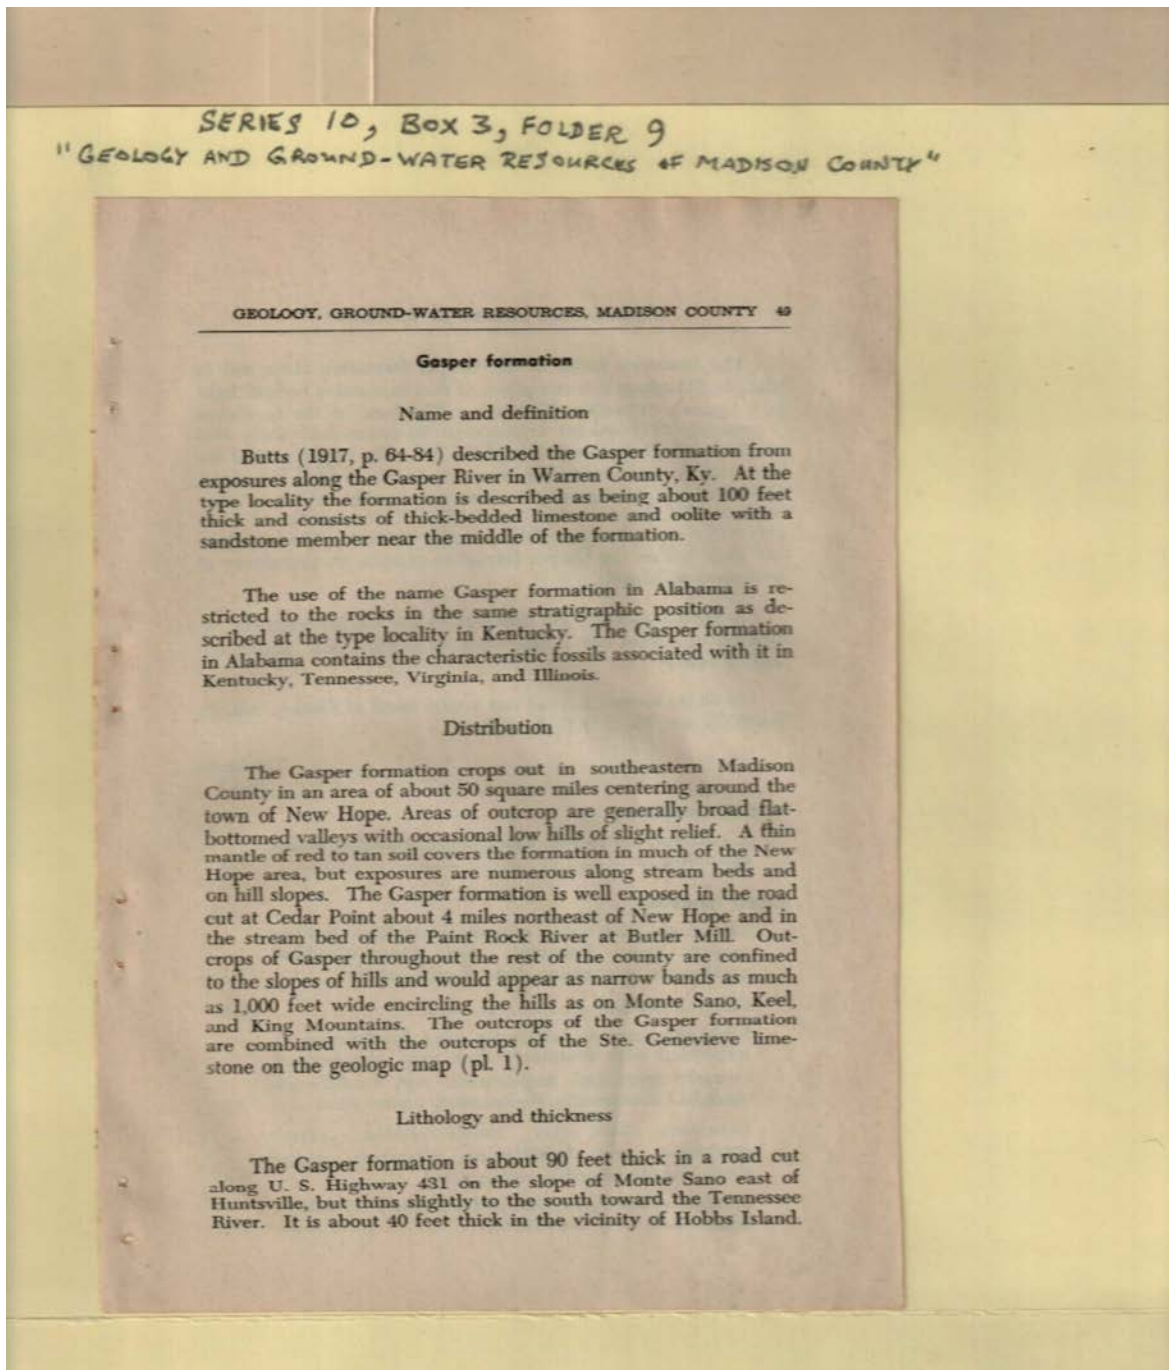 SERIES 10, BOX 3, FOLDER 9
"GEOLOGY AND GROUND-WATER RESOURCES OF MADISON COUNTY"
GEOLOGY, GROUND-WATER RESOURCES, MADISON COUNTY 49
Gasper formation
Name and definition
Butts (1917, p. 64-84) described the Gasper formation from
exposures along the Gasper River in Warren County, Ky. At the
type locality the formation is described as being about 100 feet
thick and consists of thick-bedded limestone and oolite with a
sandstone member near the middle of the formation.
The use of the name Gasper formation in Alabama is re-
stricted to the rocks in the same stratigraphic position as de-
scribed at the type locality in Kentucky. The Gasper formation
in Alabama contains the characteristic fossils associated with it in
Kentucky, Tennessee, Virginia, and Illinois.
Distribution
The Gasper formation crops out in southeastern Madison
County in an area of about 50 square miles centering around the
town of New Hope. Areas of outcrop are generally broad flat-
bottomed valleys with occasional low hills of slight relief. A thin
mantle of red to tan soil covers the formation in much of the New
Hope area, but exposures are numerous along stream beds and
on hill slopes. The Gasper formation is well exposed in the road
cut at Cedar Point about 4 miles northeast of New Hope and in
the stream bed of the Paint Rock River at Butler Mill. Out-
crops of Gasper throughout the rest of the county are confined
to the slopes of hills and would appear as narrow bands as much
as 1,000 feet wide encircling the hills as on Monte Sano, Keel,
and King Mountains. The outcrops of the Gasper formation
are combined with the outcrops of the Ste. Genevieve lime-
stone on the geologic map (pl. 1).
Lithology and thickness
The Gasper formation is about 90 feet thick in a road cut
along U. S. Highway 431 on the slope of Monte Sano east of
Huntsville, but thins slightly to the south toward the Tennessee
River. It is about 40 feet thick in the vicinity of Hobbs Island.